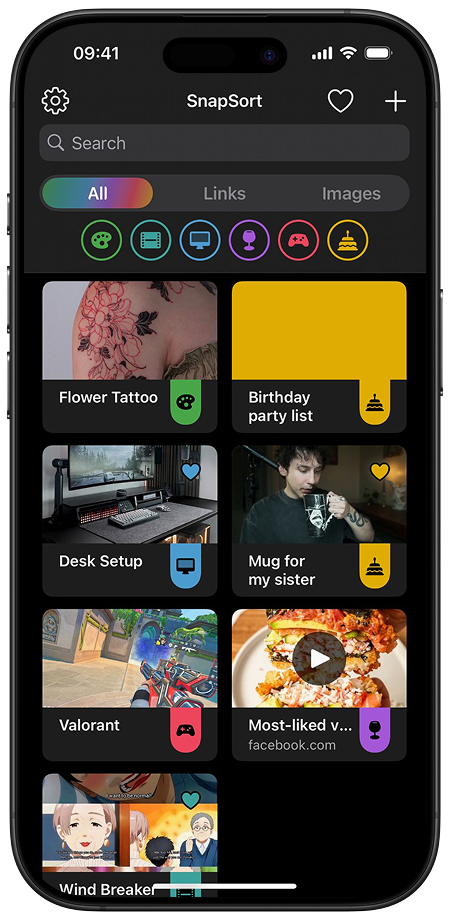 09:41
SnapSort
Search
All Links Images
Flower Tattoo
Birthday
party list
Desk Setup
Mug for
my sister
Valorant
Most-liked v...
facebook.com
I want to be normal!
Wind Breaker